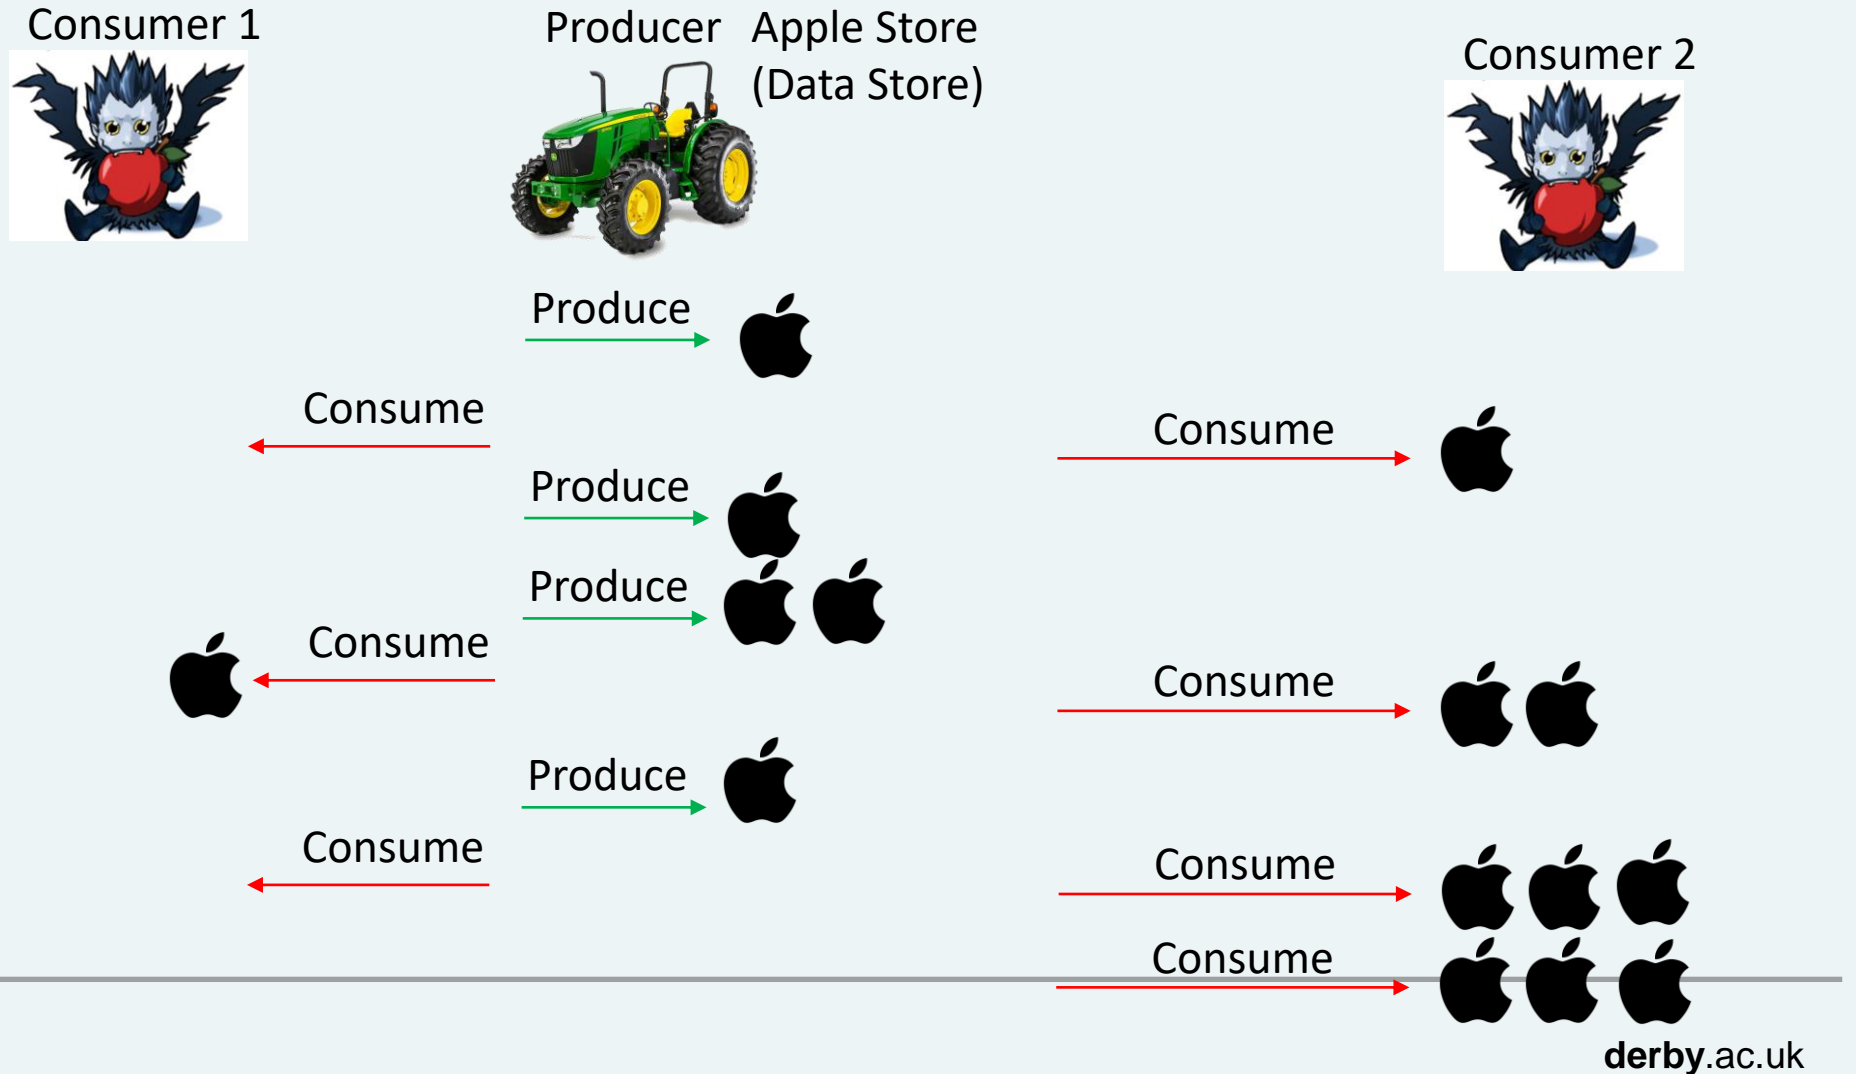 Consumer 1
Producer
Apple Store
(Data Store)
Consumer 2
Produce
Consume
Consume
Produce
Produce
Consume
Consume
Produce
Consume
Consume
Consume
derby.ac.uk